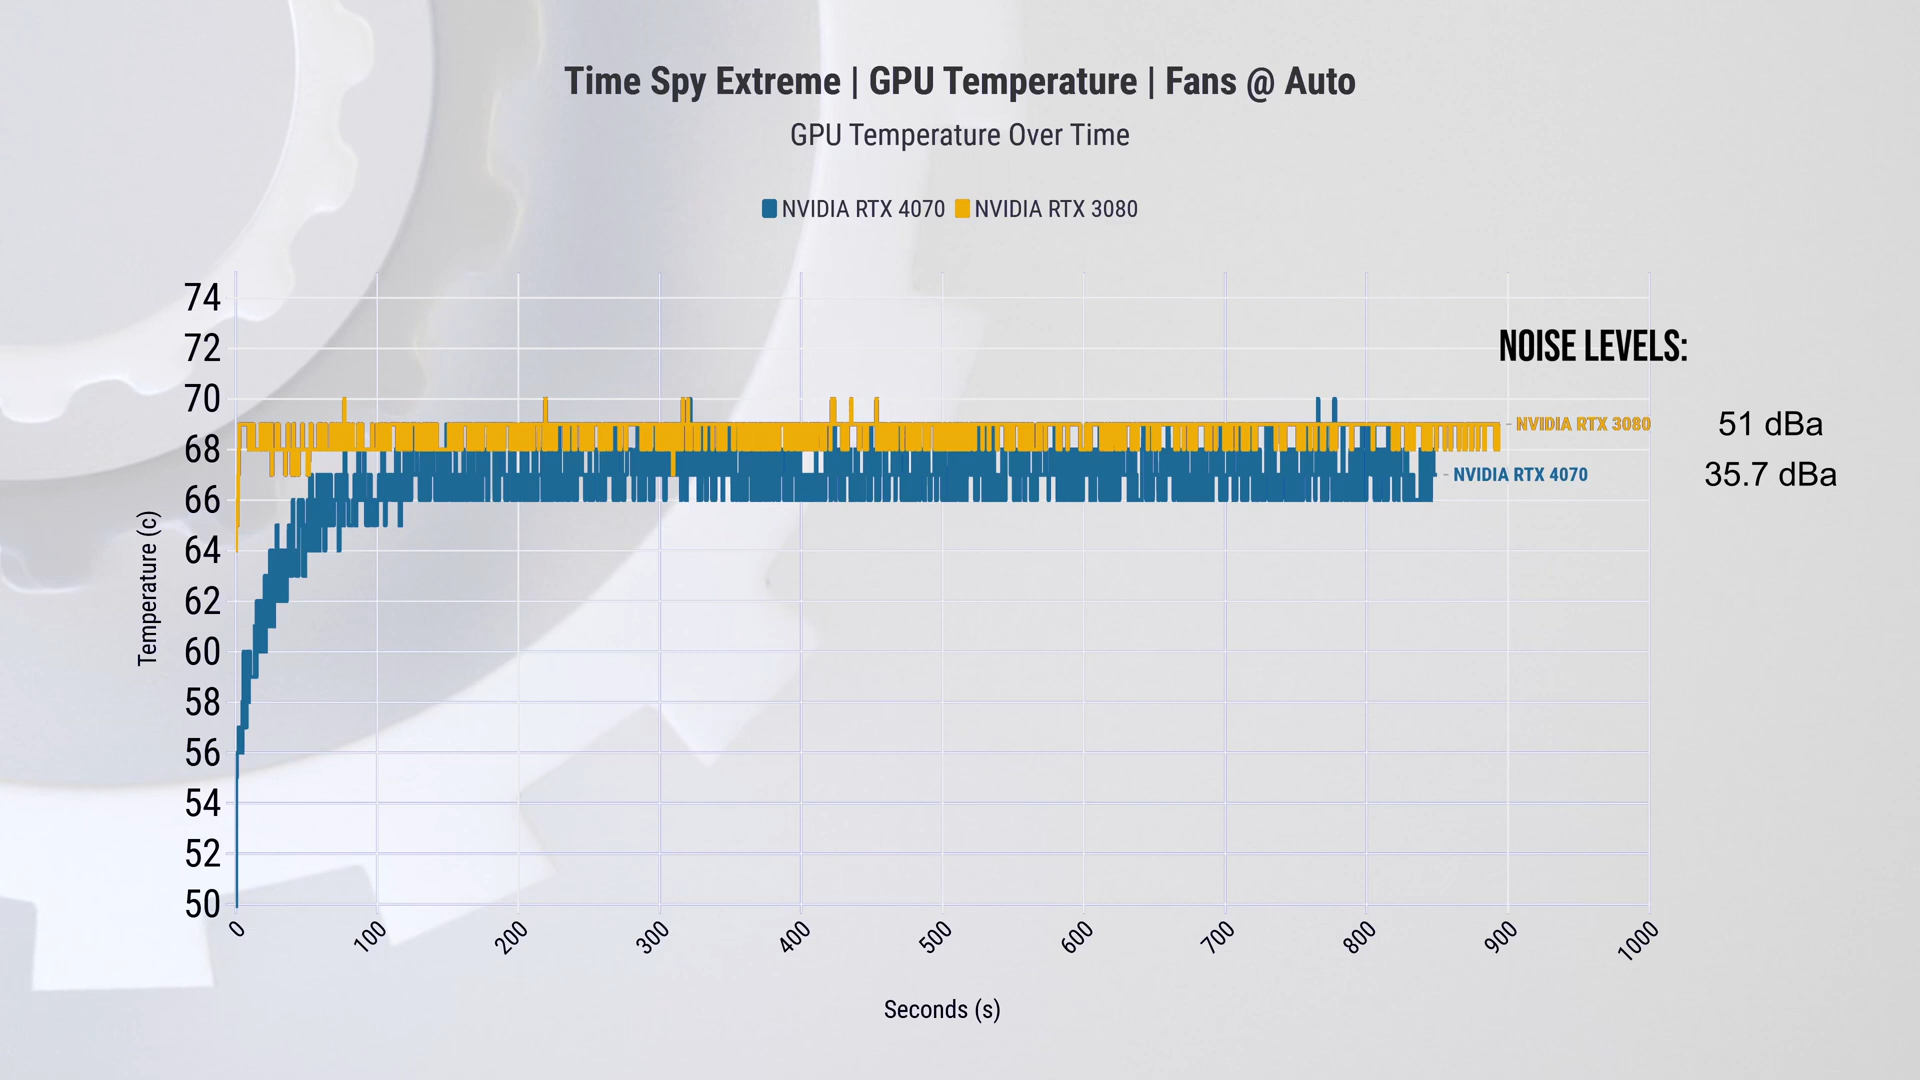 Time Spy Extreme | GPU Temperature | Fans @ Auto
GPU Temperature Over Time
NVIDIA RTX 4070 NVIDIA RTX 3080
74
72
70
68
66
64
62
60
58
56
54
52
50
Temperature (c)
0 100 200 300 400 500 600 700 800 900 1000
Seconds (s)
NOISE LEVELS:
NVIDIA RTX 3080 51 dBa
NVIDIA RTX 4070 35.7 dBa